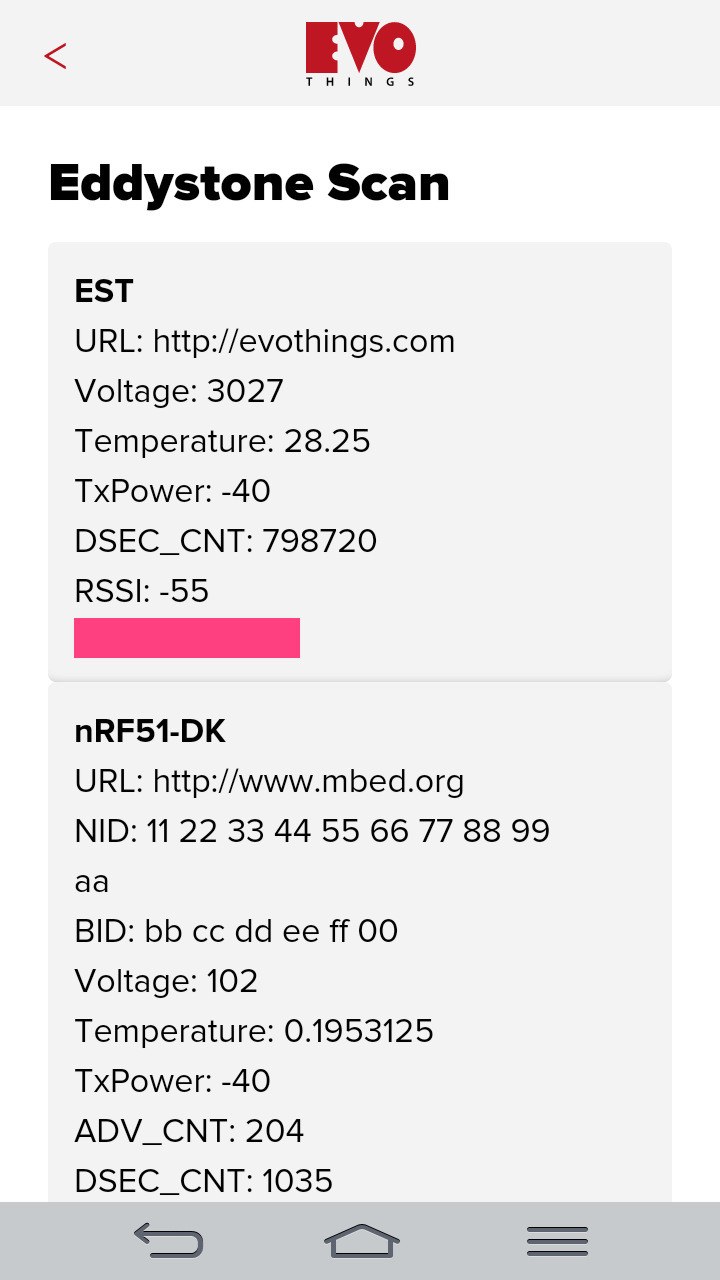 <
EVO
THINGS
Eddystone Scan
EST
URL: http://evothings.com
Voltage: 3027
Temperature: 28.25
TxPower: -40
DSEC_CNT: 798720
RSSI: -55
nRF51-DK
URL: http://www.mbed.org
NID: 11 22 33 44 55 66 77 88 99
aa
BID: bb cc dd ee ff 00
Voltage: 102
Temperature: 0.1953125
TxPower: -40
ADV_CNT: 204
DSEC_CNT: 1035